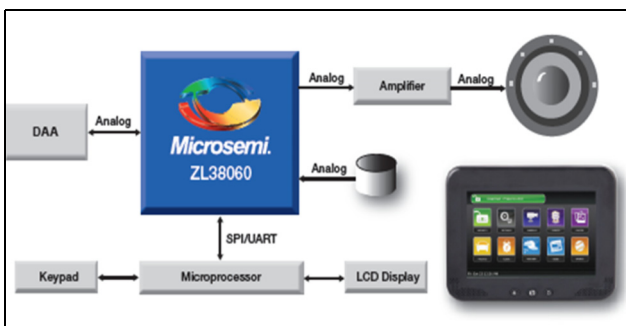 DAA
Analog
Microsemi.
ZL38060
Analog
Amplifier
Analog
Analog
SPI/UART
Keypad
Microprocessor
LCD Display